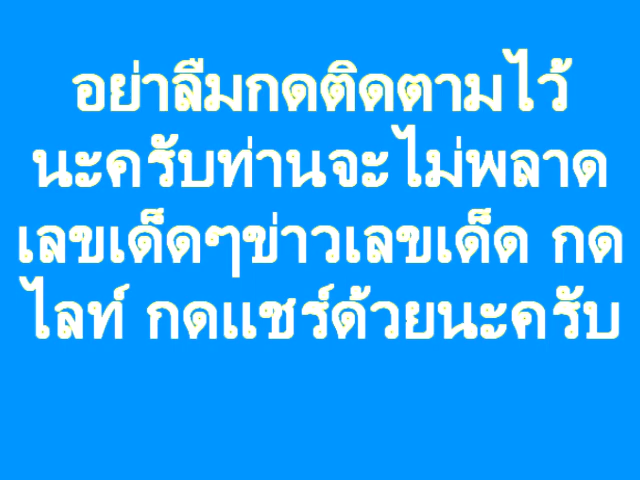 อย่าลืมกดติดตามไว้
นะครับท่านจะไม่พลาด
เลขเด็ดๆข่าวเลขเด็ด กด
ไลท์ กดแชร์ด้วยนะครับ